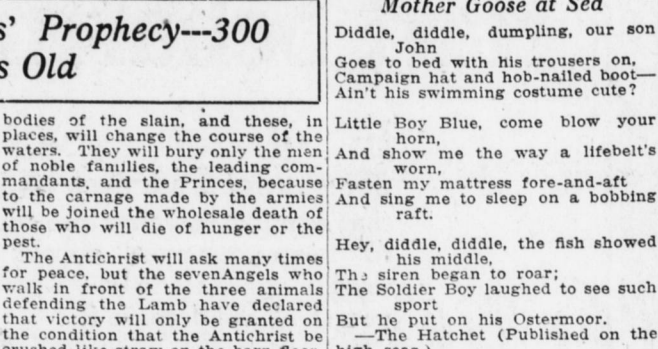 s' Prophecy---300
s Old
bodies of the slain, and these, in
places, will change the course of the
waters. They will bury only the men
of noble families, the leading com-
mandants, and the Princes, because
to the carnage made by the armies
will be joined the wholesale death of
those who will die of hunger or the
pest.
The Antichrist will ask many times
for peace, but the sevenAngels who
walk in front of the three animals
defending the Lamb have declared
that victory will only be granted on
the condition that the Antichrist be
Mother Goose at Sea
Diddle, diddle, dumpling, our son
John
Goes to bed with his trousers on,
Campaign hat and hob-nailed boot—
Ain't his swimming costume cute?
Little Boy Blue, come blow your
horn,
And show me the way a lifebelt's
worn,
Fasten my mattress fore-and-aft
And sing me to sleep on a bobbing
raft.
Hey, diddle, diddle, the fish showed
his middle,
The siren began to roar;
The Soldier Boy laughed to see such
sport
But he put on his Ostermoor.
—The Hatchet (Published on the